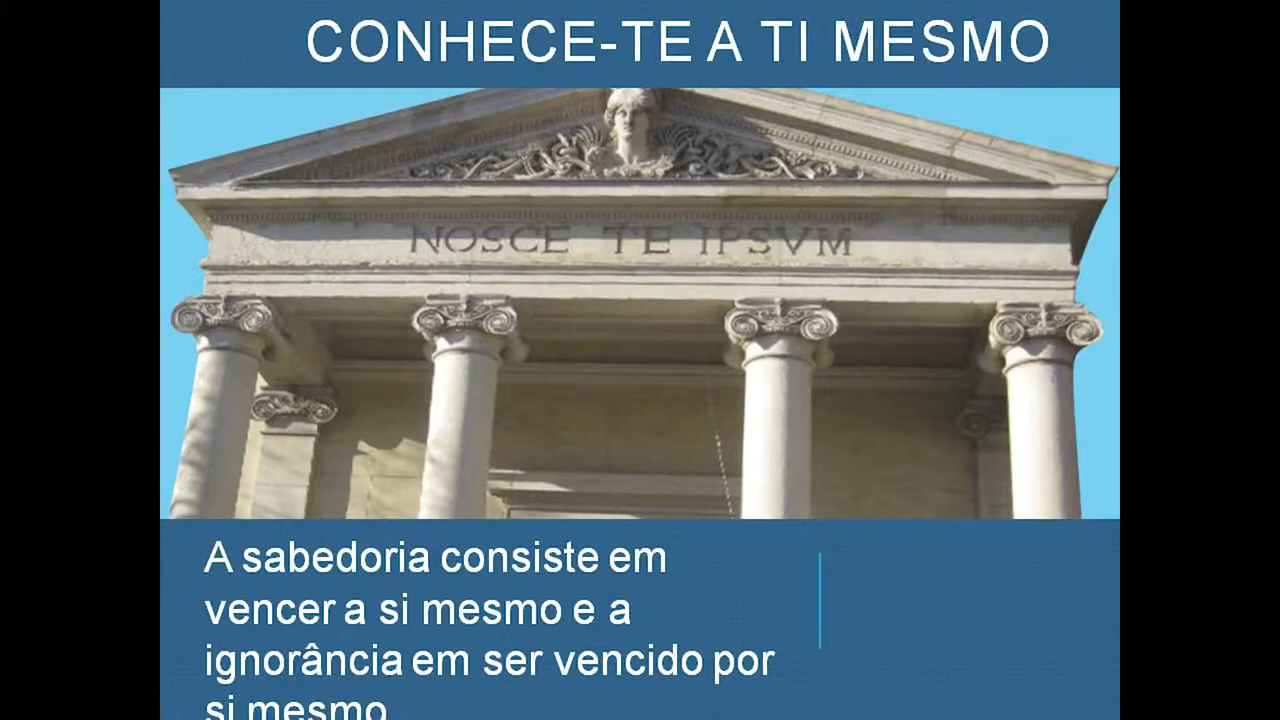 CONHECE-TE A TI MESMO
NOSCE TE IPSVM
A sabedoria consiste em
vencer a si mesmo e a
ignorância em ser vencido por
si mesmo